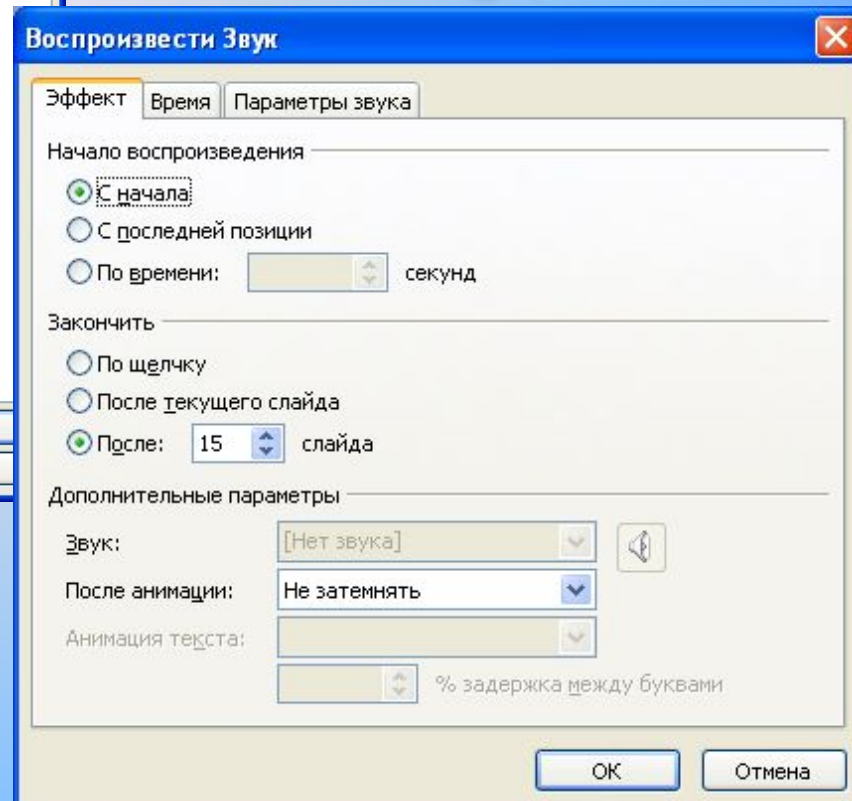 Воспроизвести Звук
Эффект Время Параметры звука
Начало воспроизведения
С начала
С последней позиции
По времени: секунд
Закончить
По щелчку
После текущего слайда
После: 15 слайда
Дополнительные параметры
Звук: [Нет звука]
После анимации: Не затемнять
Анимация текста:
% задержка между буквами
ОК Отмена